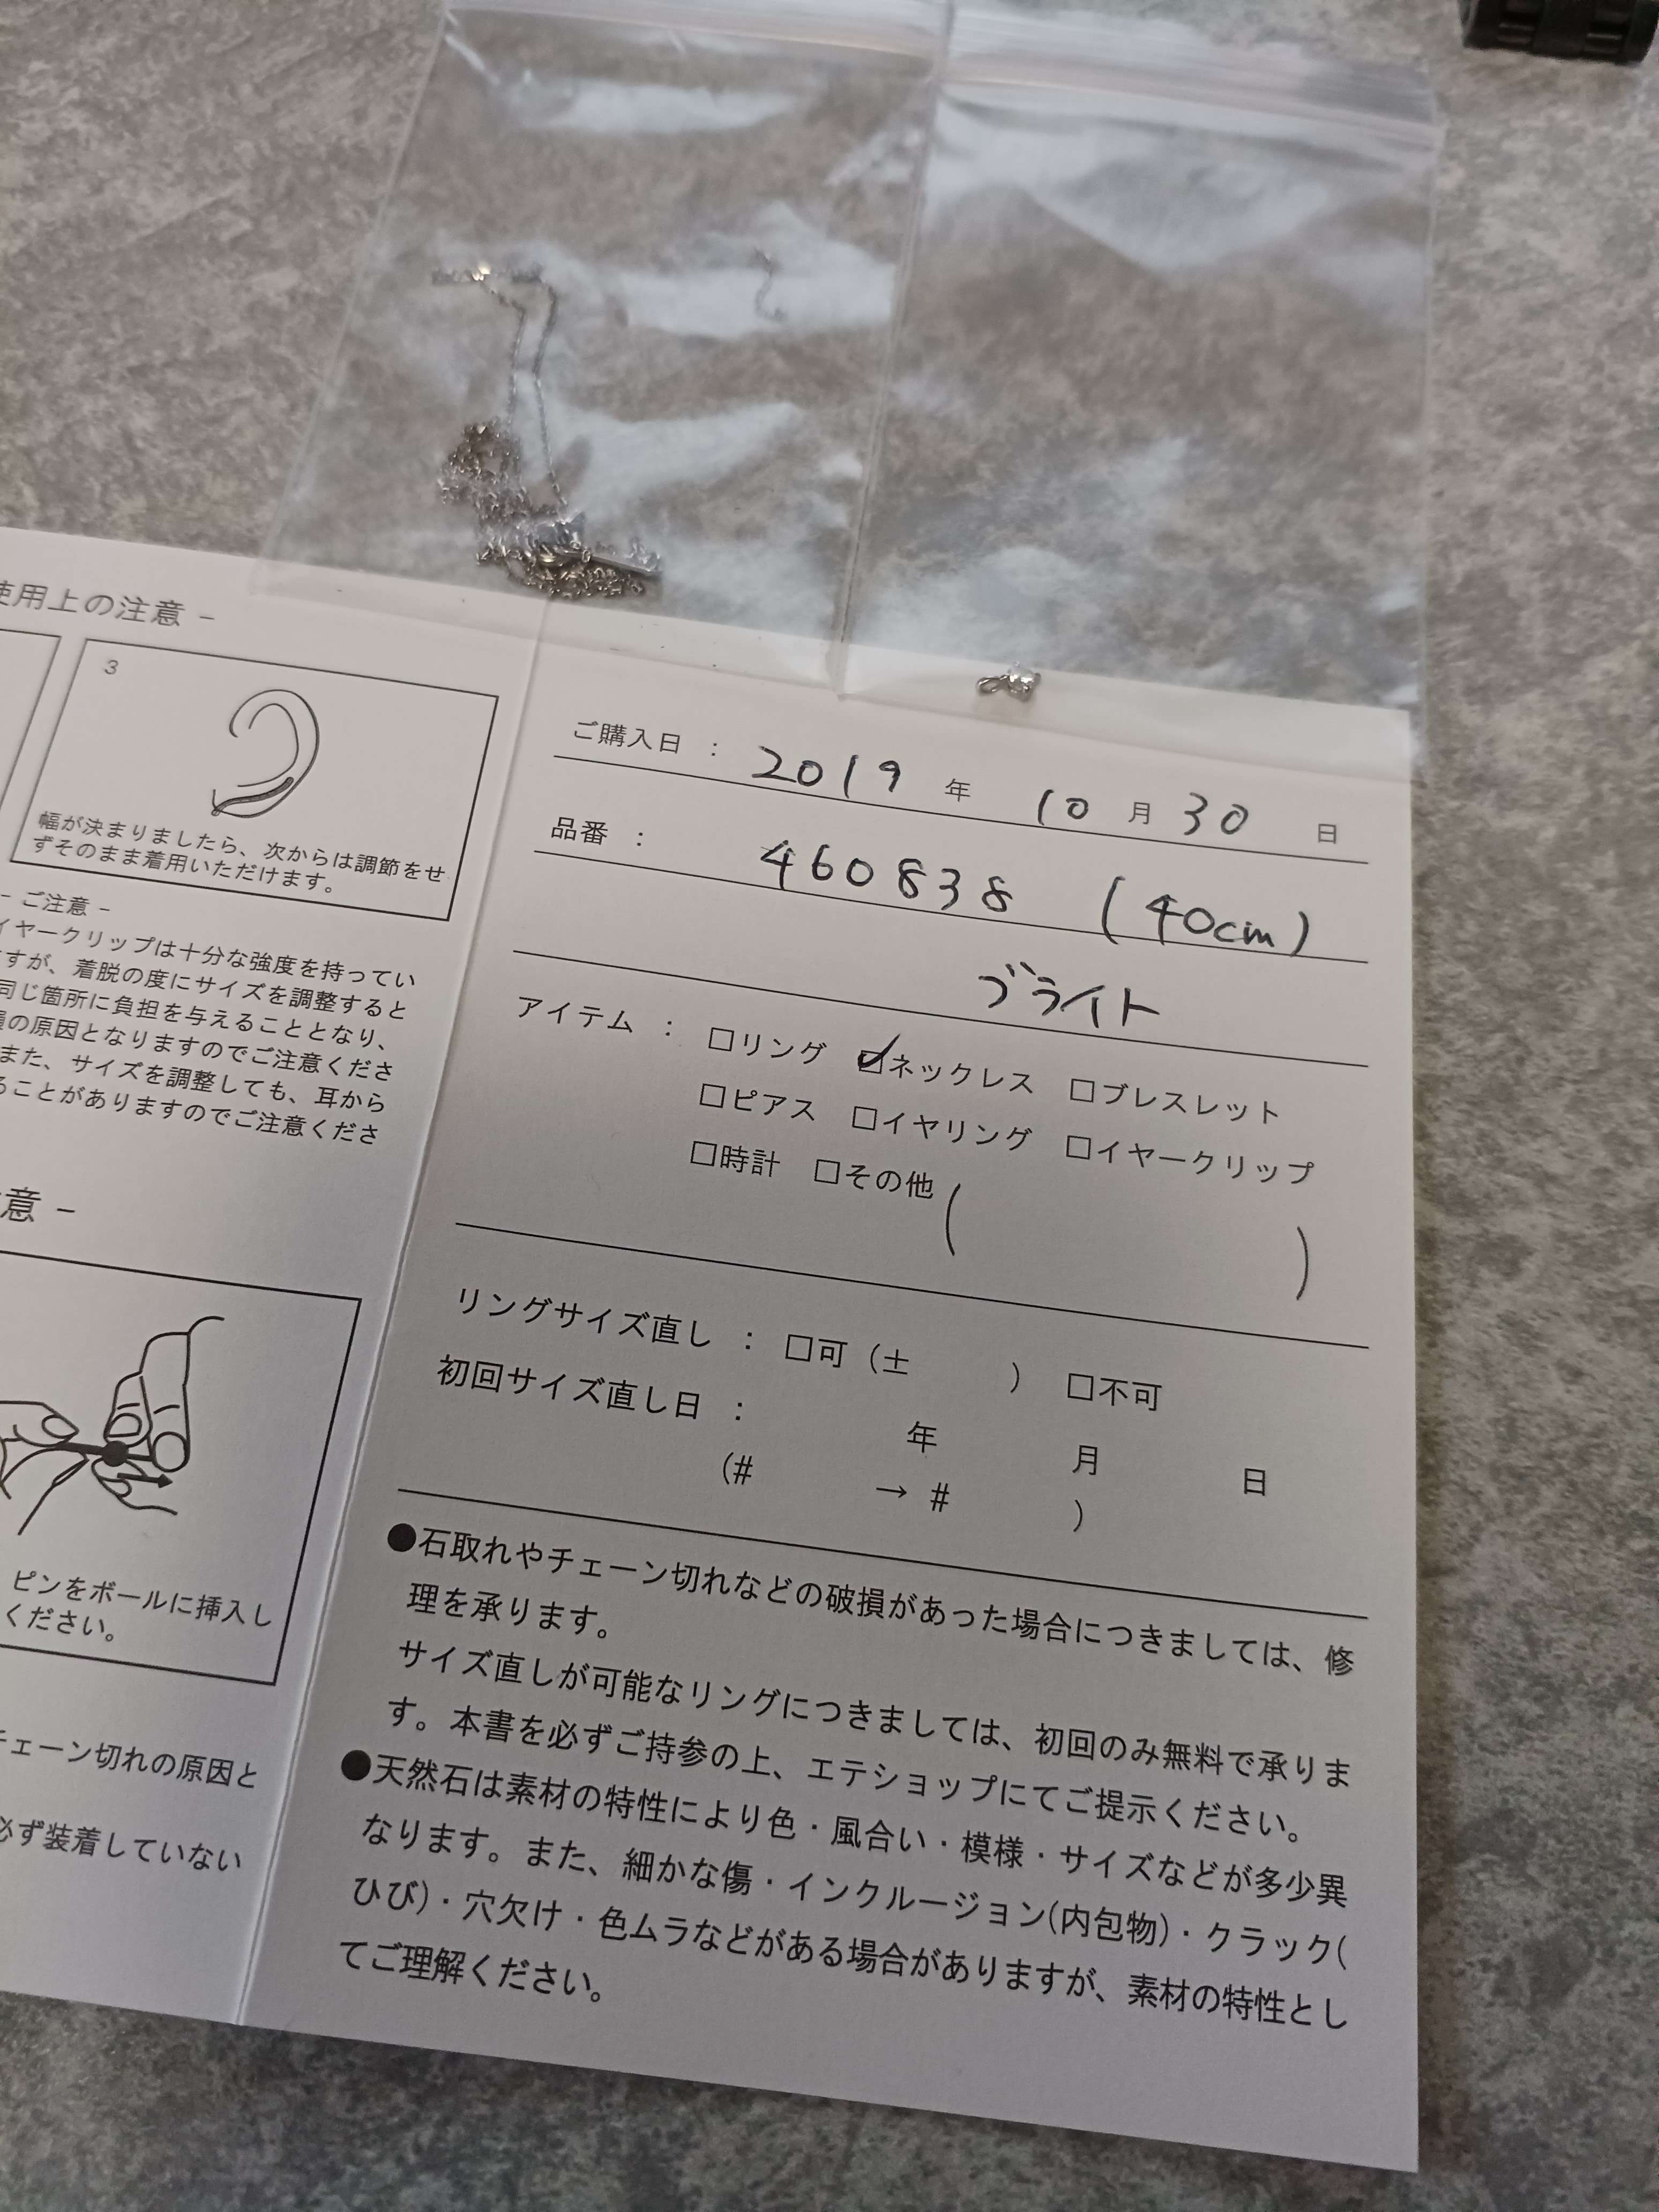 使用上の注意 -
3
幅が決まりましたら、次からは調節をせ
ずそのまま着用いただけます。
- ご注意 -
イヤークリップは十分な強度を持ってい
ますが、着脱の度にサイズを調整すると
同じ箇所に負担を与えることとなり、
の原因となりますのでご注意くださ
また、サイズを調整しても、耳から
ることがありますのでご注意くださ
意 -
ピンをボールに挿入し
ください。
チェーン切れの原因と
必ず装着していない
ご購入日 : 2019 年 10 月 30 日
品番 : 460838 (40cm)
ブライト
アイテム : □リング ☑ネックレス □ブレスレット
□ピアス □イヤリング □イヤークリップ
□時計 □その他 ( )
リングサイズ直し : □可 (± ) □不可
初回サイズ直し日 : 年 月 日
(# → # )
●石取れやチェーン切れなどの破損があった場合につきましては、修
理を承ります。
サイズ直しが可能なリングにつきましては、初回のみ無料で承りま
す。本書を必ずご持参の上、エテショップにてご提示ください。
●天然石は素材の特性により色・風合い・模様・サイズなどが多少異
なります。また、細かな傷・インクルージョン(内包物)・クラック(
ひび)・穴欠け・色ムラなどがある場合がありますが、素材の特性とし
てご理解ください。